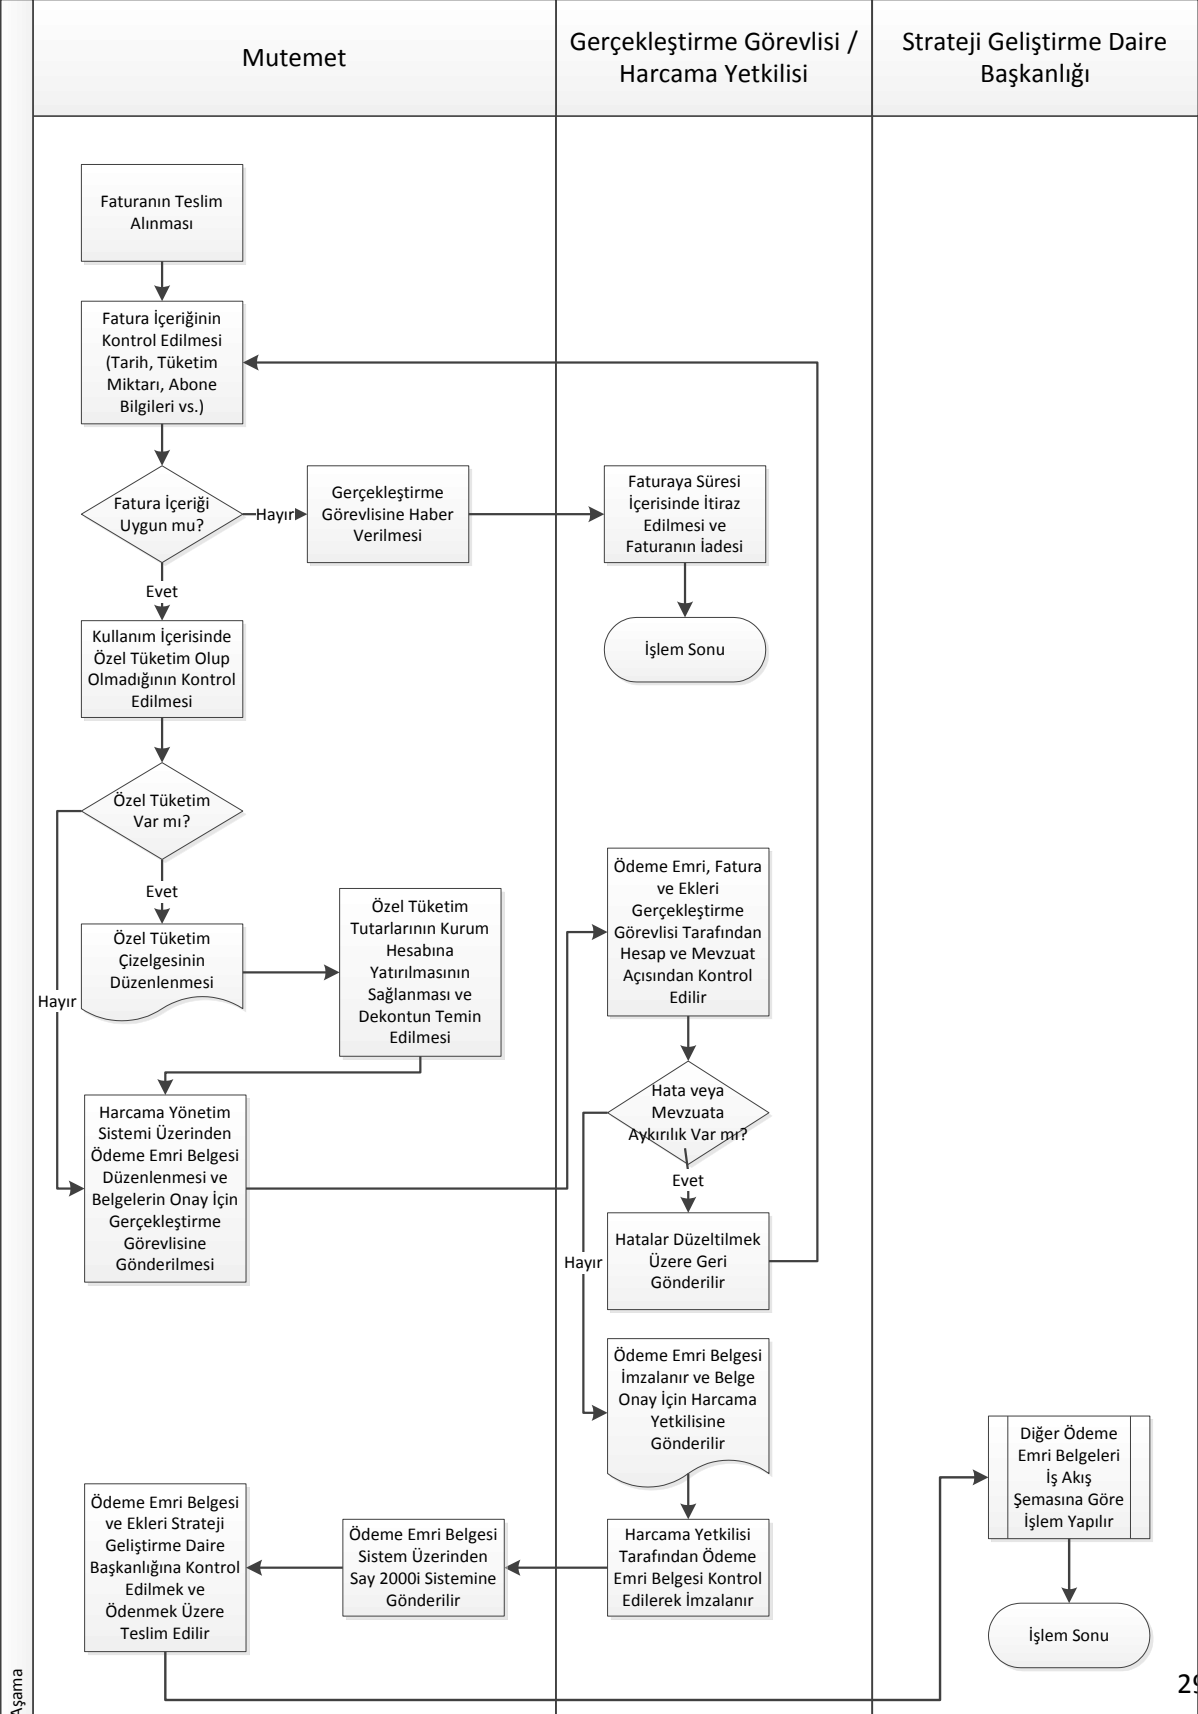 Mutemet
Gerçekleştirme Görevlisi /
Harcama Yetkilisi
Strateji Geliştirme Daire
Başkanlığı
Faturanın Teslim
Alınması
Fatura İçeriğinin
Kontrol Edilmesi
(Tarih, Tüketim
Miktarı, Abone
Bilgileri vs.)
Fatura İçeriği
Uygun mu?
Hayır
Gerçekleştirme
Görevlisine Haber
Verilmesi
Faturaya Süresi
İçerisinde İtiraz
Edilmesi ve
Faturanın İadesi
Evet
İşlem Sonu
Kullanım İçerisinde
Özel Tüketim Olup
Olmadığının Kontrol
Edilmesi
Özel Tüketim
Var mı?
Evet
Hayır
Özel Tüketim
Çizelgesinin
Düzenlenmesi
Özel Tüketim
Tutarlarının Kurum
Hesabına
Yatırılmasının
Sağlanması ve
Dekontun Temin
Edilmesi
Harcama Yönetim
Sistemi Üzerinden
Ödeme Emri Belgesi
Düzenlenmesi ve
Belgelerin Onay İçin
Gerçekleştirme
Görevlisine
Gönderilmesi
Ödeme Emri, Fatura
ve Ekleri
Gerçekleştirme
Görevlisi Tarafından
Hesap ve Mevzuat
Açısından Kontrol
Edilir
Hata veya
Mevzuata
Aykırılık Var mı?
Evet
Hayır
Hatalar Düzeltilmek
Üzere Geri
Gönderilir
Ödeme Emri Belgesi
İmzalanır ve Belge
Onay İçin Harcama
Yetkilisine
Gönderilir
Harcama Yetkilisi
Tarafından Ödeme
Emri Belgesi Kontrol
Edilerek İmzalanır
Ödeme Emri Belgesi
Sistem Üzerinden
Say 2000i Sistemine
Gönderilir
Ödeme Emri Belgesi
ve Ekleri Strateji
Geliştirme Daire
Başkanlığına Kontrol
Edilmek ve
Ödenmek Üzere
Teslim Edilir
Diğer Ödeme
Emri Belgeleri
İş Akış
Şemasına Göre
İşlem Yapılır
İşlem Sonu
Aşama
29